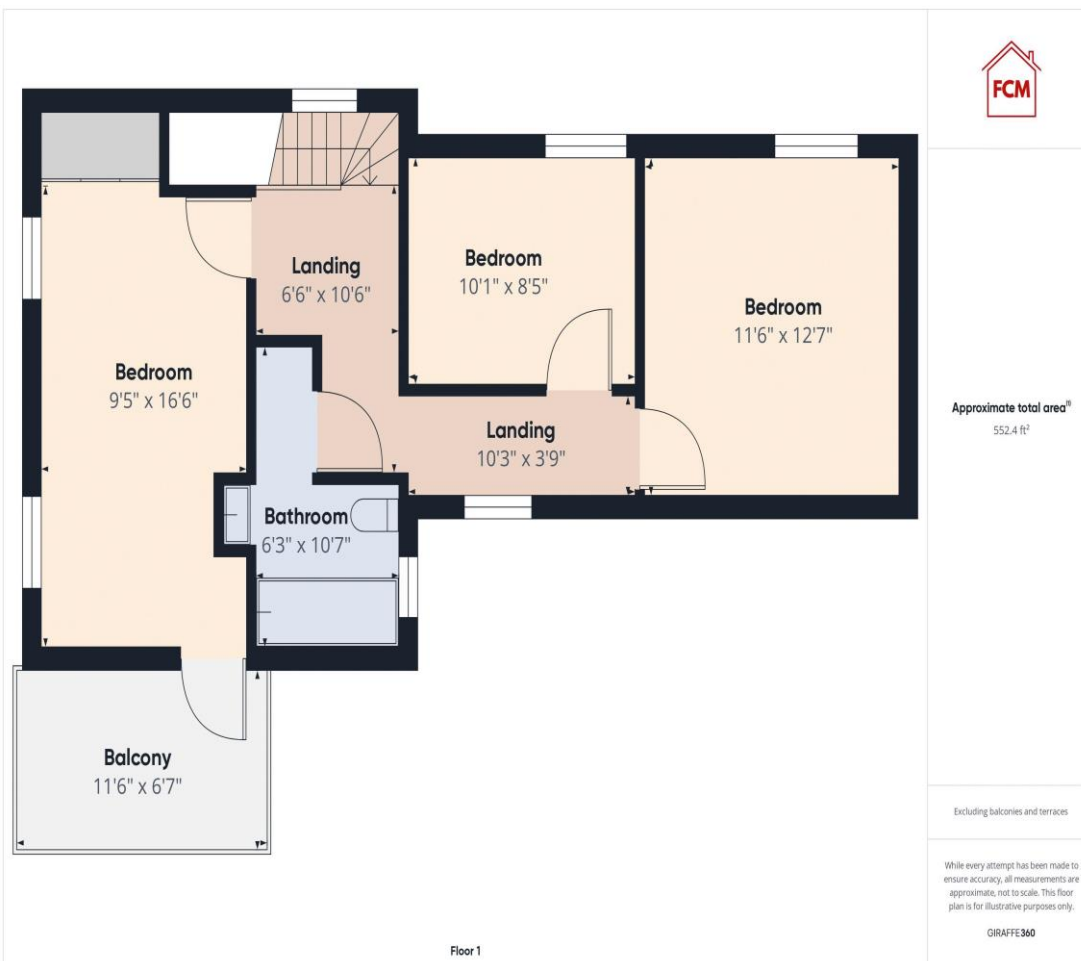 FCM
Landing
6'6" x 10'6"
Bedroom
10'1" x 8'5"
Bedroom
11'6" x 12'7"
Bedroom
9'5" x 16'6"
Landing
10'3" x 3'9"
Bathroom
6'3" x 10'7"
Balcony
11'6" x 6'7"
Floor 1
Approximate total area⁽¹⁾
552.4 ft²
Excluding balconies and terraces
While every attempt has been made to
ensure accuracy, all measurements are
approximate, not to scale. This floor
plan is for illustrative purposes only.
GIRAFFE360